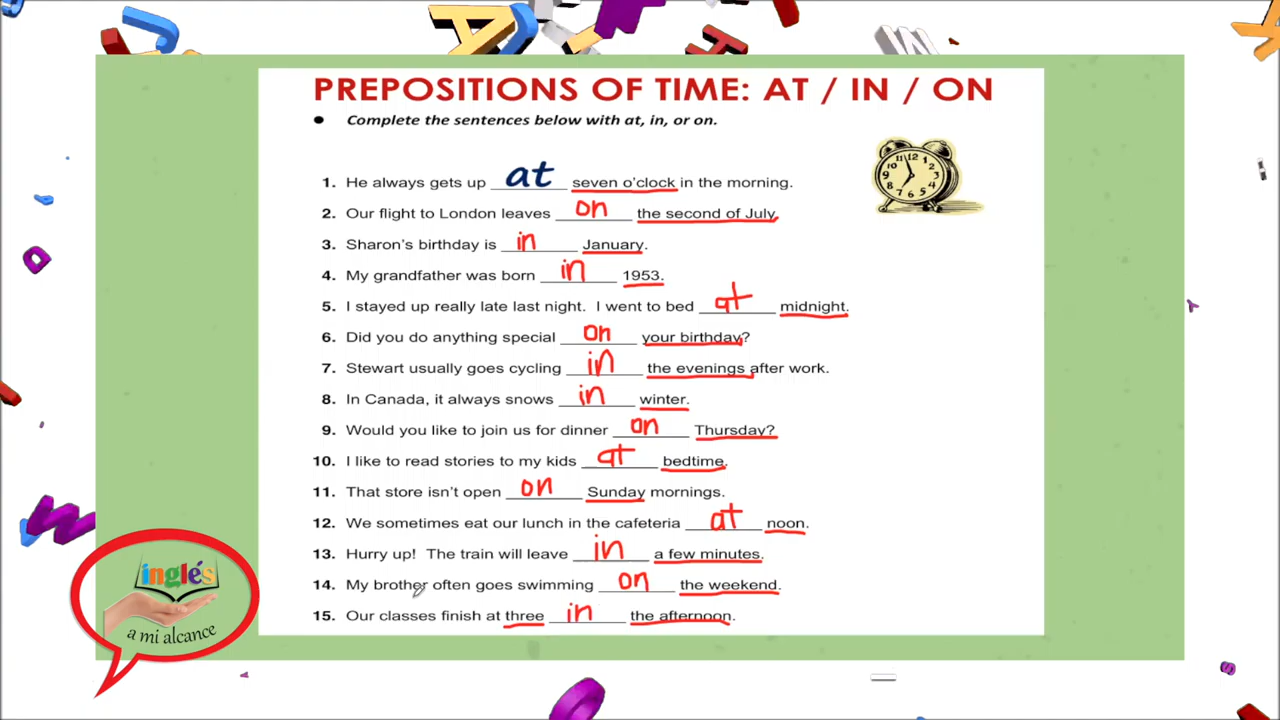 PREPOSITIONS OF TIME: AT / IN / ON
● Complete the sentences below with at, in, or on.
1. He always gets up at seven o'clock in the morning.
2. Our flight to London leaves on the second of July.
3. Sharon's birthday is in January.
4. My grandfather was born in 1953.
5. I stayed up really late last night. I went to bed at midnight.
6. Did you do anything special on your birthday?
7. Stewart usually goes cycling in the evenings after work.
8. In Canada, it always snows in winter.
9. Would you like to join us for dinner on Thursday?
10. I like to read stories to my kids at bedtime.
11. That store isn't open on Sunday mornings.
12. We sometimes eat our lunch in the cafeteria at noon.
13. Hurry up! The train will leave in a few minutes.
14. My brother often goes swimming on the weekend.
15. Our classes finish at three in the afternoon.
inglés
a mi alcance